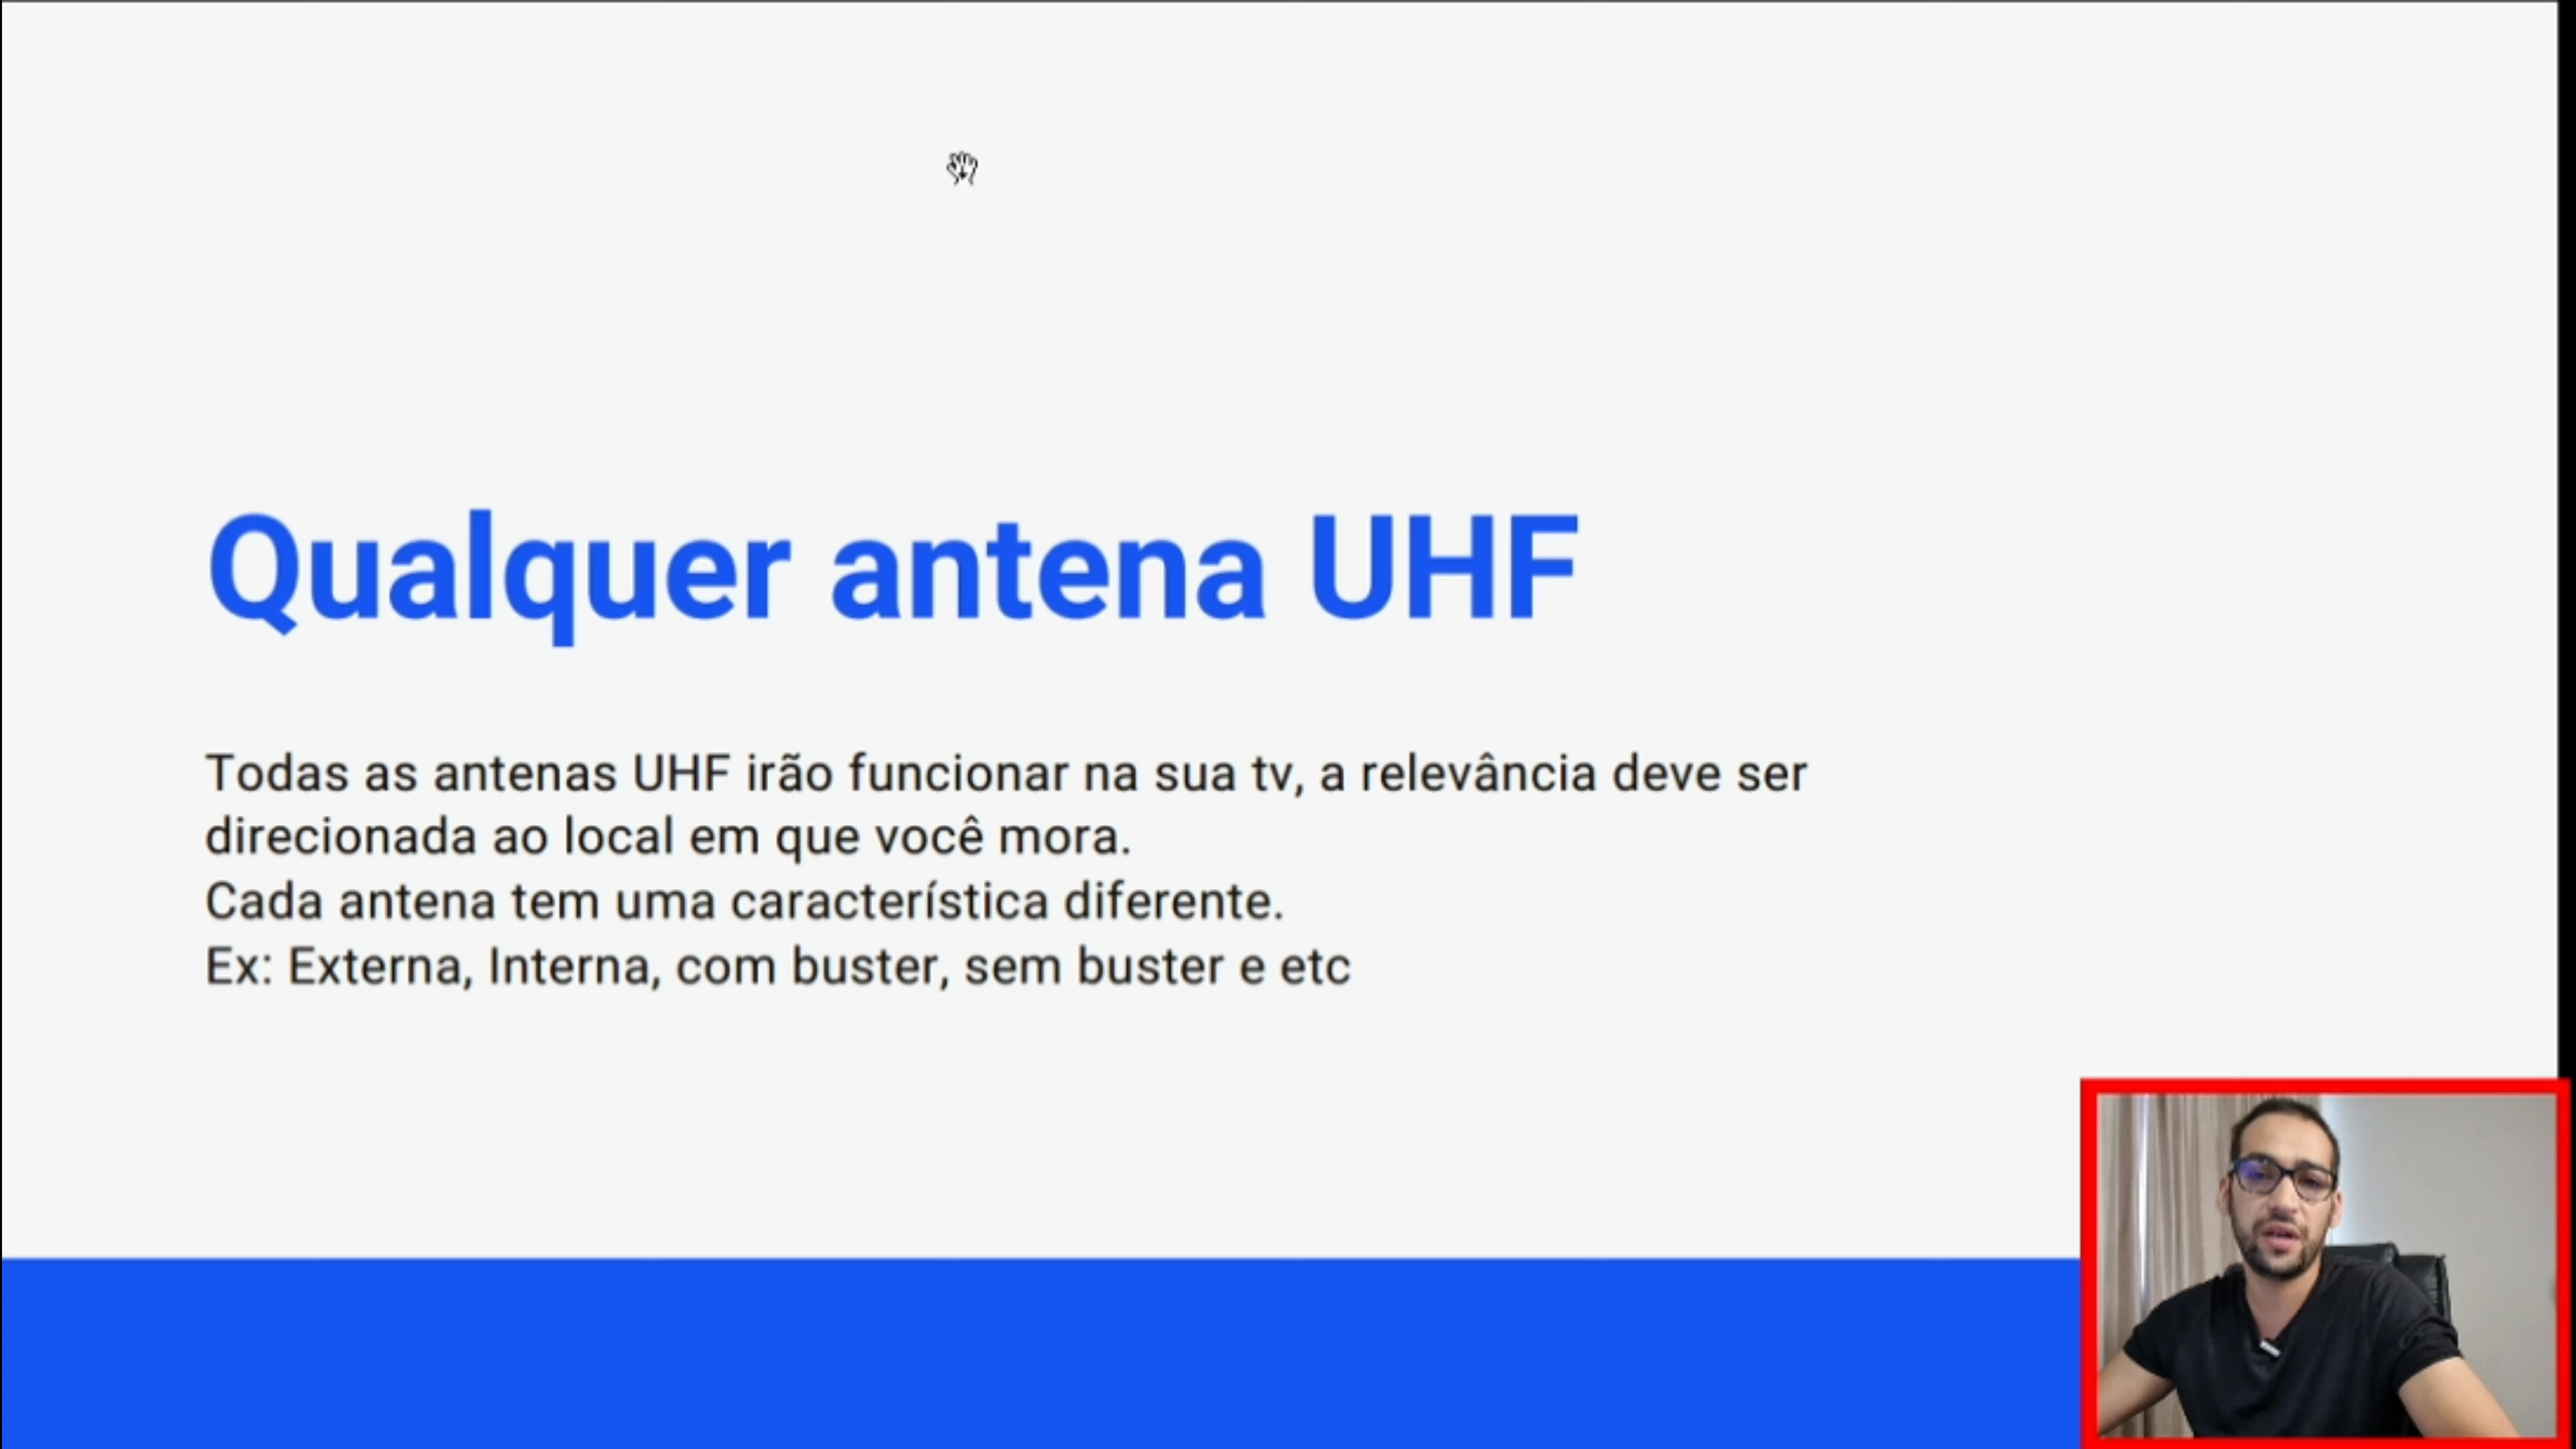 Qualquer antena UHF
Todas as antenas UHF irão funcionar na sua tv, a relevância deve ser
direcionada ao local em que você mora.
Cada antena tem uma característica diferente.
Ex: Externa, Interna, com buster, sem buster e etc